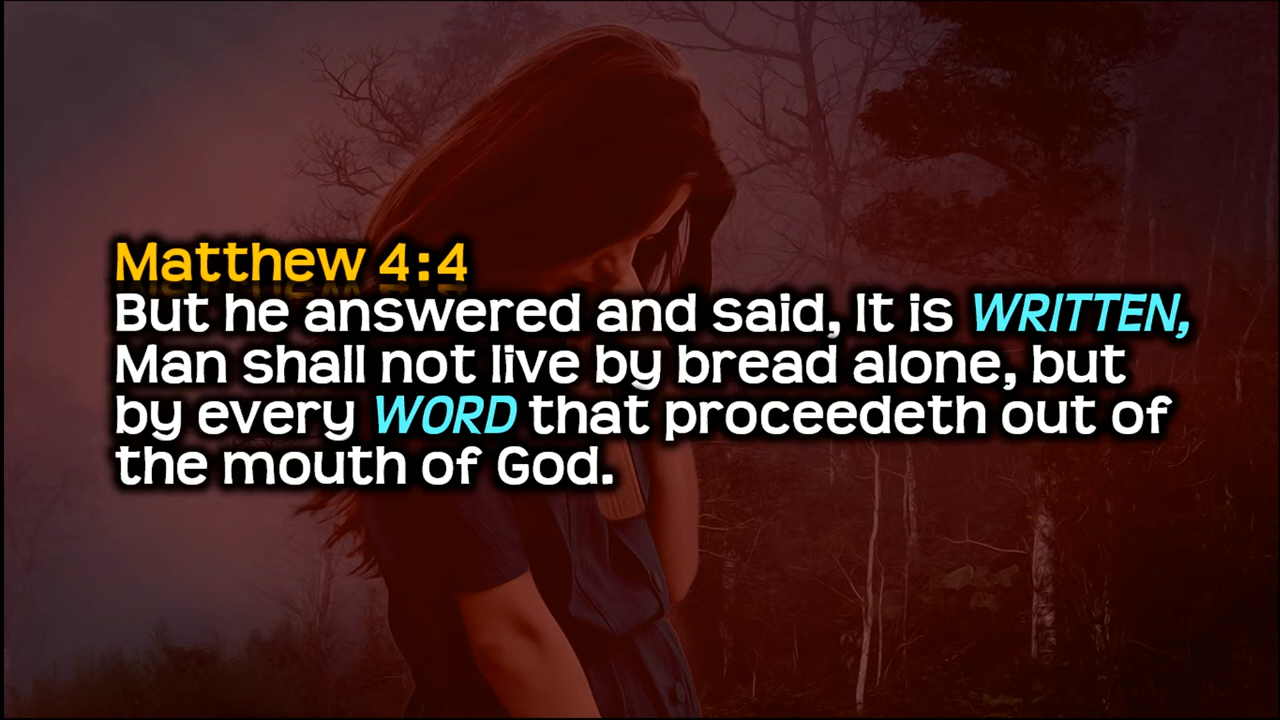 Matthew 4:4
But he answered and said, It is WRITTEN,
Man shall not live by bread alone, but
by every WORD that proceedeth out of
the mouth of God.